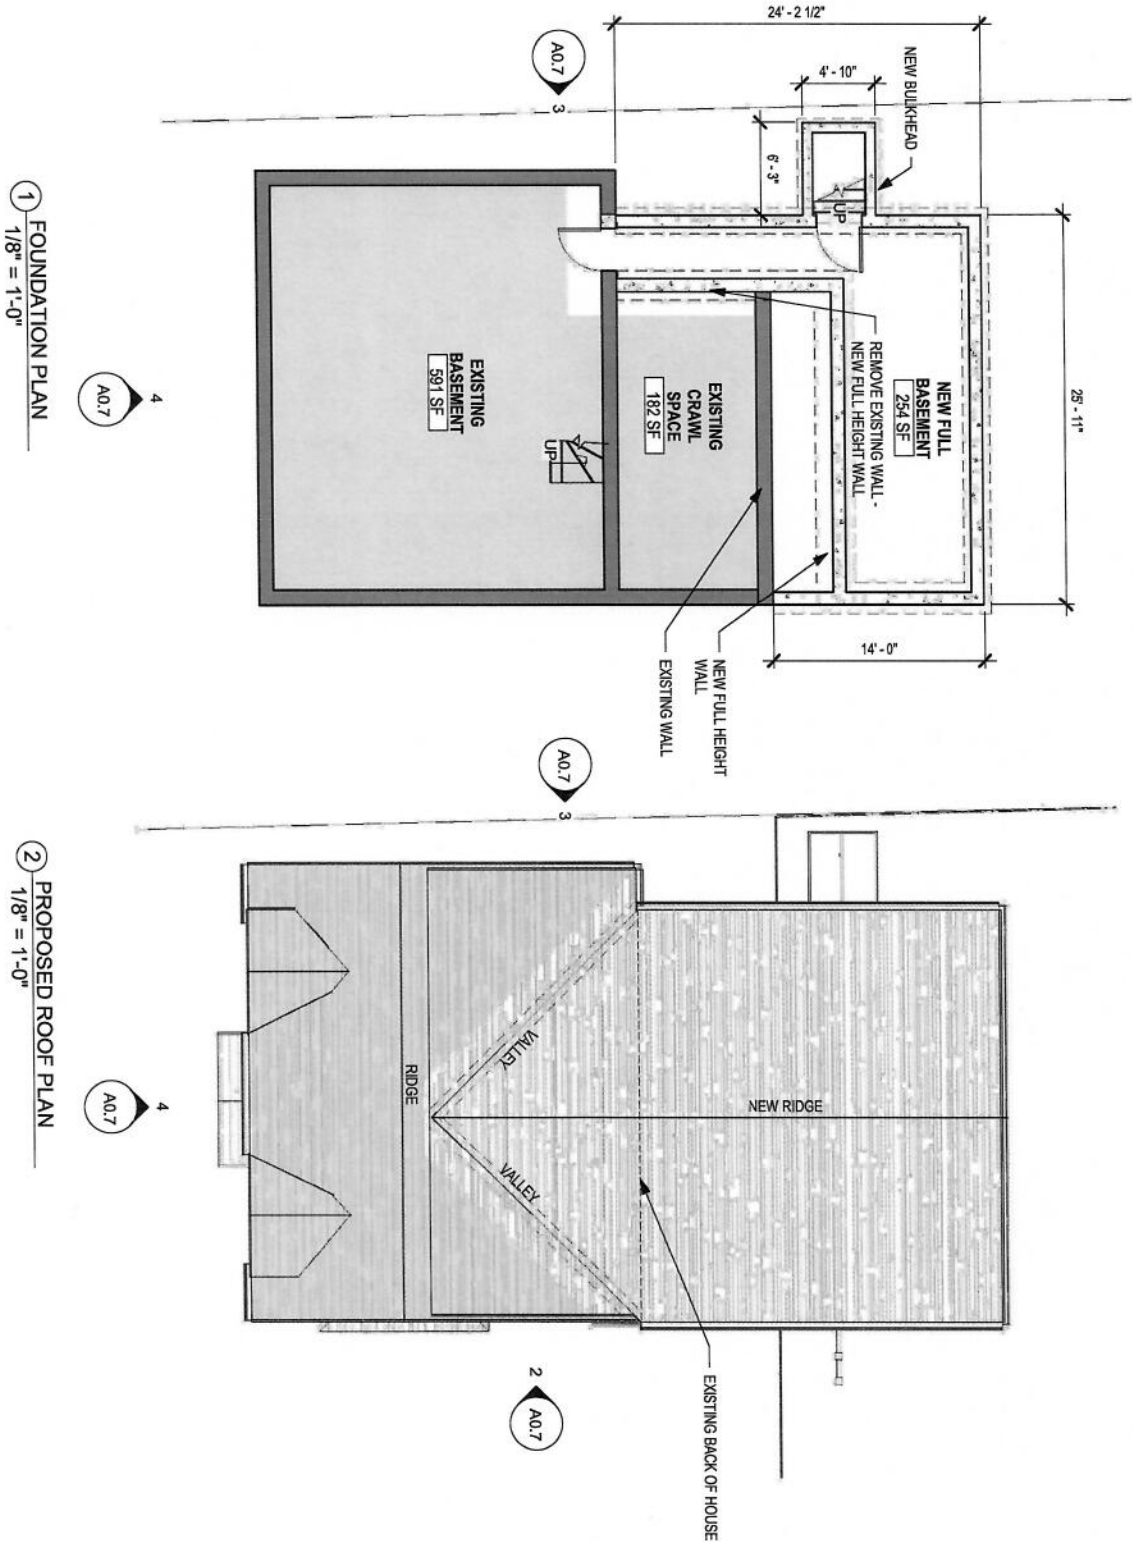 24' - 2 1/2"
4' - 10"
NEW BULKHEAD
6' - 3"
UP
25' - 11"
14' - 0"
NEW FULL
BASEMENT
254 SF
REMOVE EXISTING WALL -
NEW FULL HEIGHT WALL
EXISTING
CRAWL
SPACE
182 SF
EXISTING
BASEMENT
591 SF
UP
NEW FULL HEIGHT
WALL
EXISTING WALL
3
A0.7
4
A0.7
1
FOUNDATION PLAN
1/8" = 1'-0"
3
A0.7
NEW RIDGE
VALLEY
VALLEY
RIDGE
EXISTING BACK OF HOUSE
4
A0.7
2
A0.7
2
PROPOSED ROOF PLAN
1/8" = 1'-0"